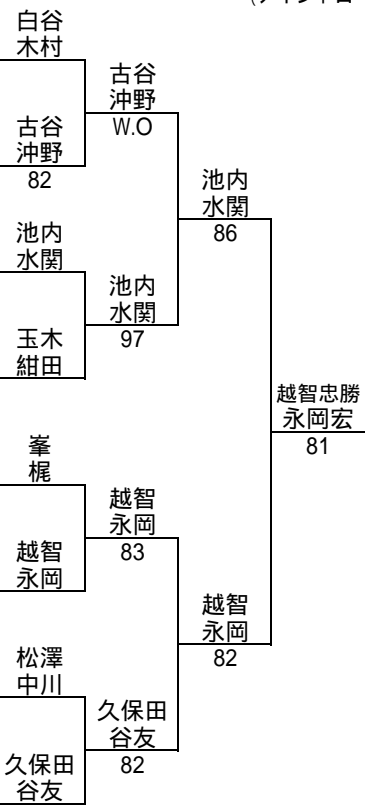 白谷
木村
古谷
沖野
W.O
古谷
沖野
82
池内
水関
86
池内
水関
池内
水関
97
玉木
紺田
越智忠勝
永岡宏
81
峯
梶
越智
永岡
83
越智
永岡
越智
永岡
82
松澤
中川
久保田
谷友
82
久保田
谷友